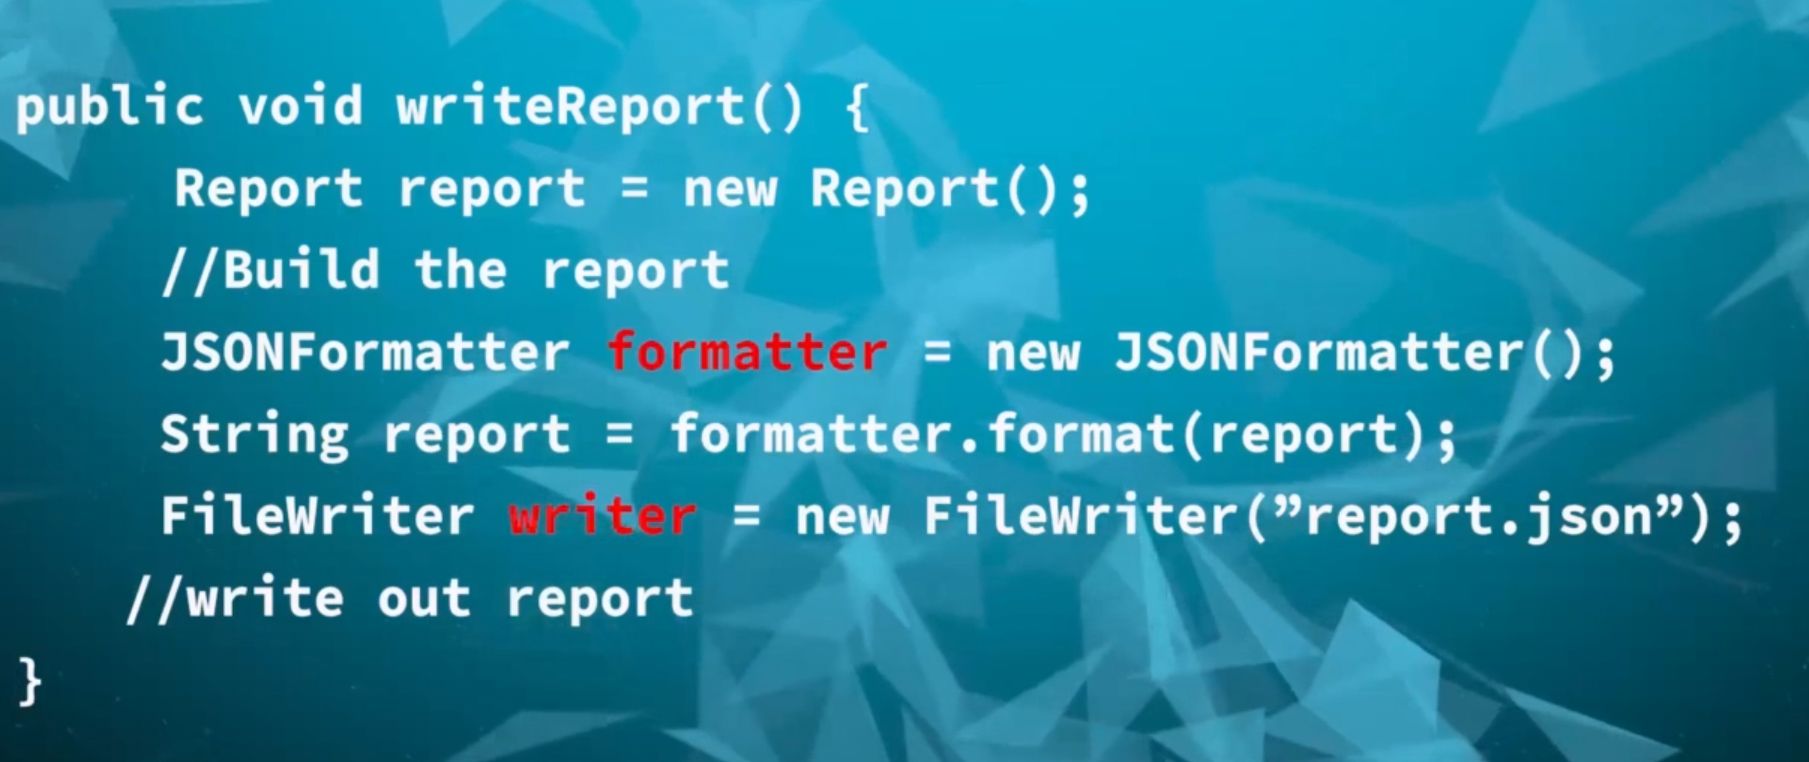 public void writeReport() {
Report report = new Report();
//Build the report
JSONFormatter formatter = new JSONFormatter();
String report = formatter.format(report);
FileWriter writer = new FileWriter(”report.json”);
//write out report
}